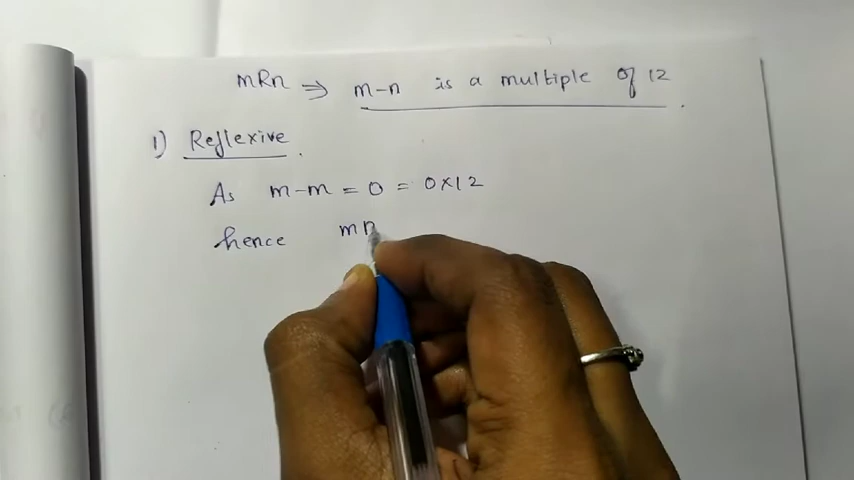 mRn ⇒ m-n is a multiple of 12.
1) Reflexive.
As m-m = 0 = 0×12
hence m